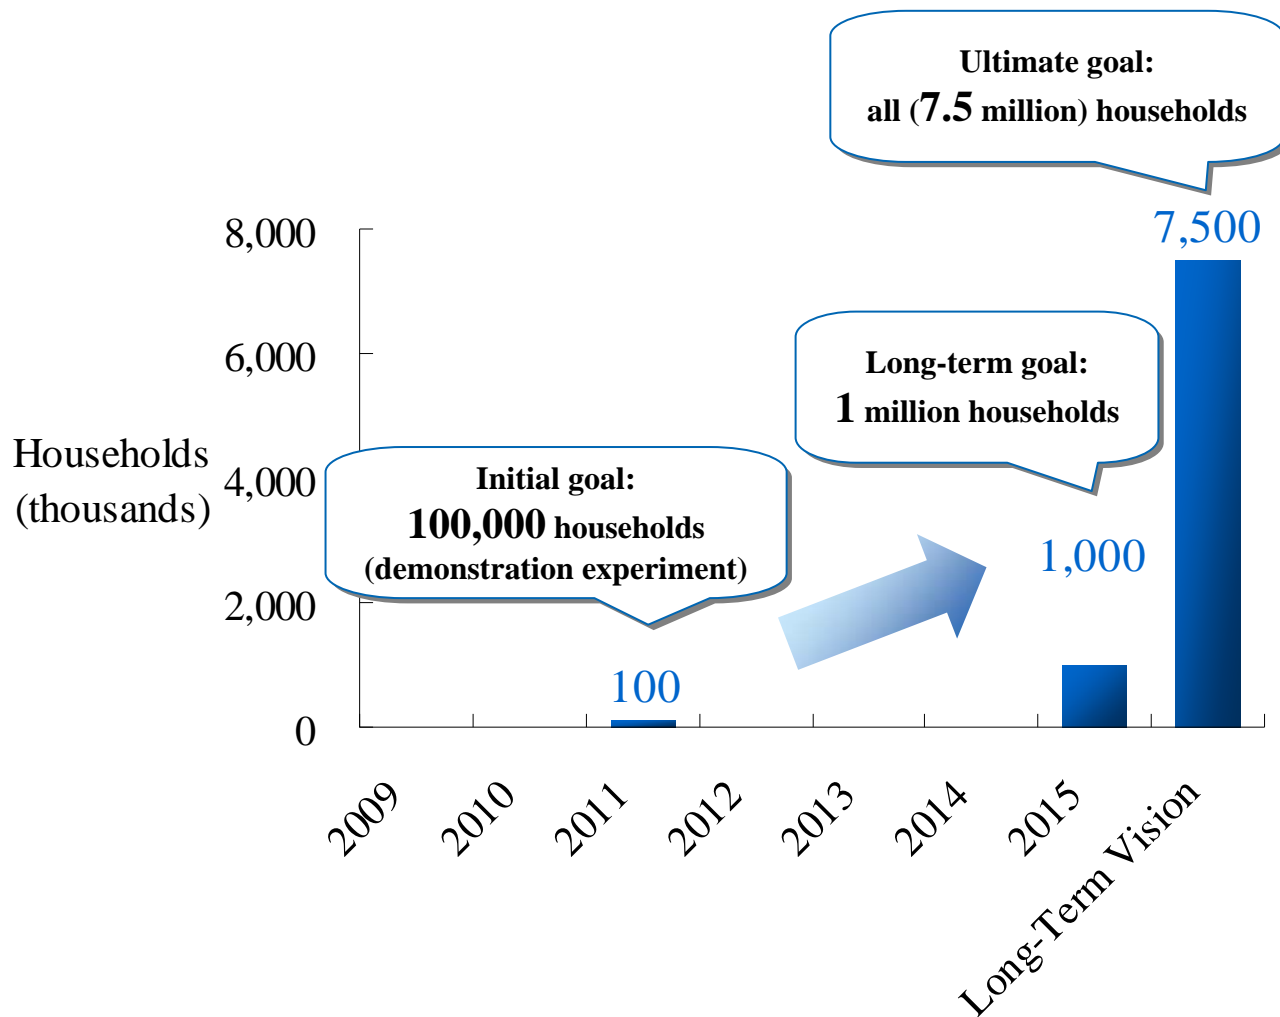 Ultimate goal:
all (7.5 million) households
7,500
Long-term goal:
1 million households
1,000
Initial goal:
100,000 households
(demonstration experiment)
100
Households
(thousands)
8,000
6,000
4,000
2,000
0
2009
2010
2011
2012
2013
2014
2015
Long-Term Vision